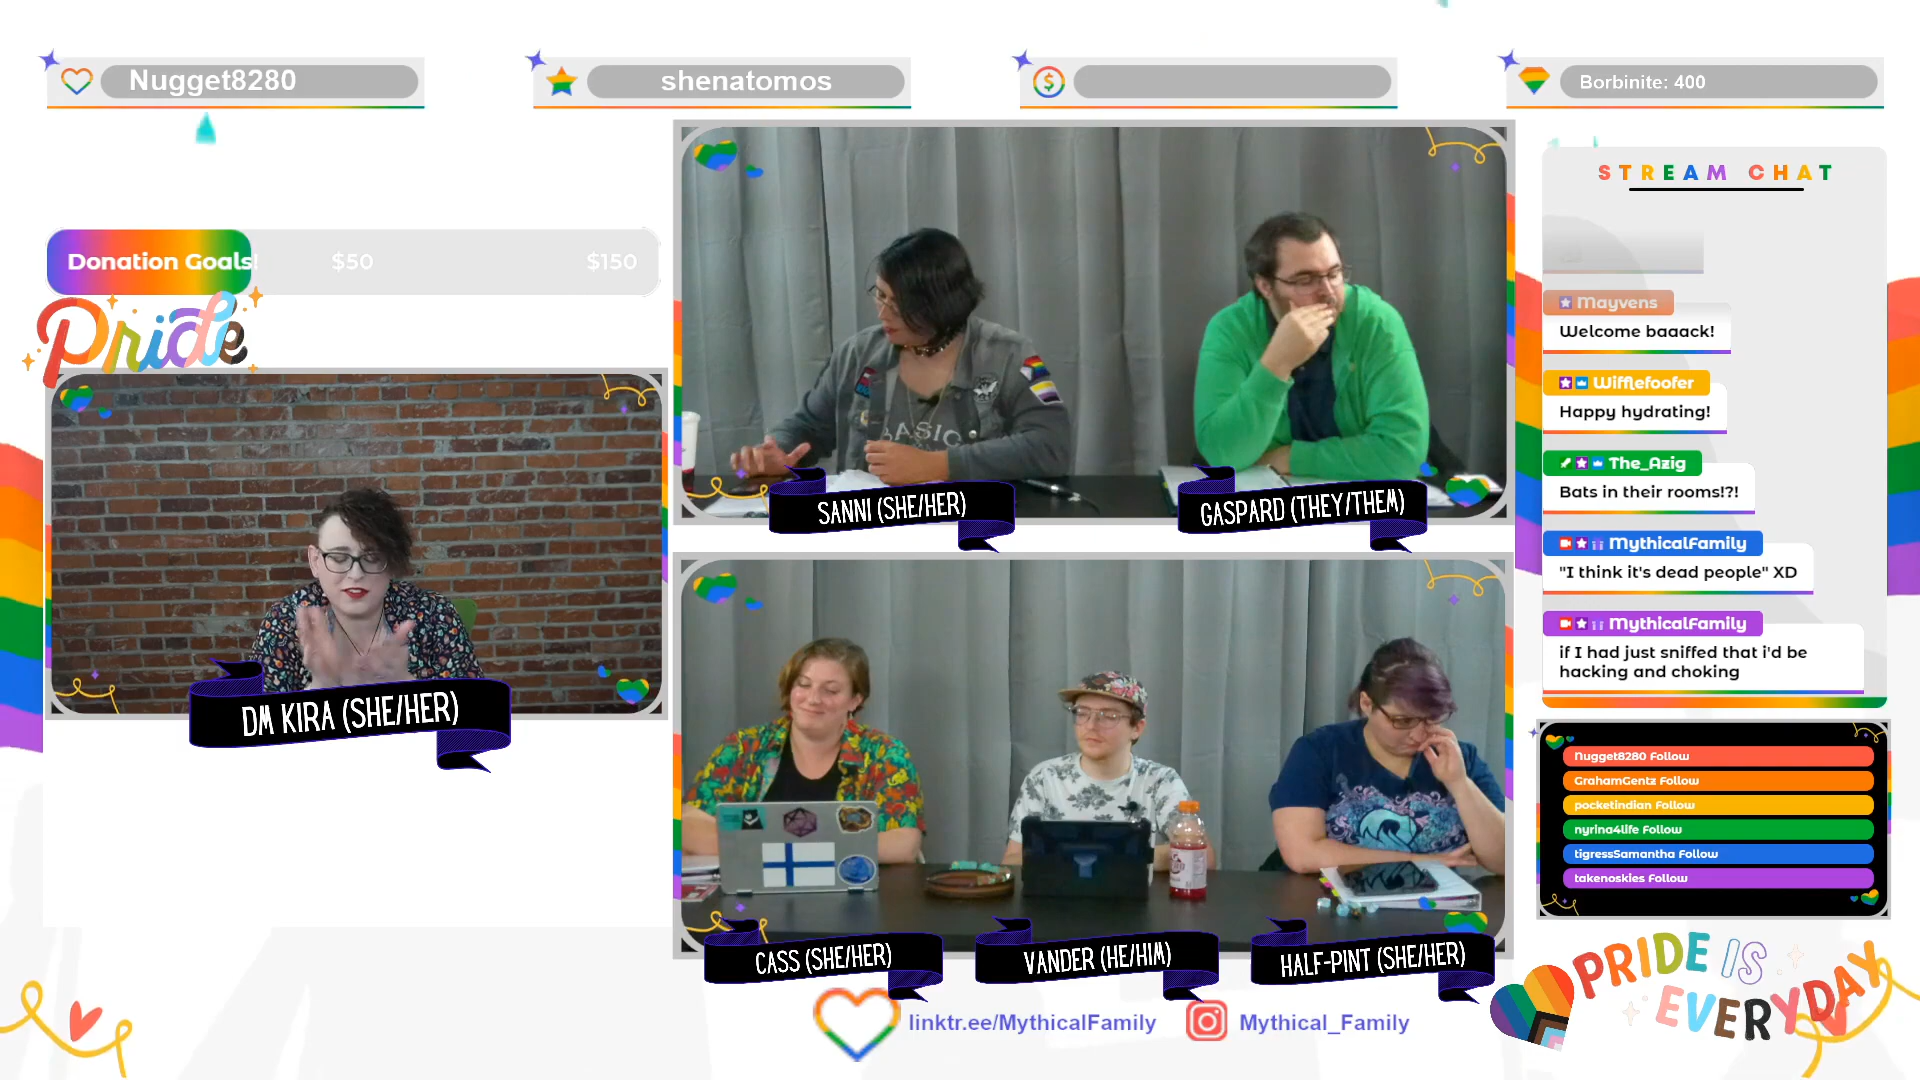 Nugget8280
shenatomos
Borbinite: 400
Donation Goals!
$50
$150
Pride
DM KIRA (SHE/HER)
SANNI (SHE/HER)
GASPARD (THEY/THEM)
CASS (SHE/HER)
VANDER (HE/HIM)
HALF-PINT (SHE/HER)
linktr.ee/MythicalFamily
Mythical_Family
STREAM CHAT
Mayvens
Welcome baaack!
Wifflefoofer
Happy hydrating!
The_Azig
Bats in their rooms!?!
MythicalFamily
"I think it's dead people" XD
MythicalFamily
if I had just sniffed that i'd be
hacking and choking
Nugget8280 Follow
GrahamGentz Follow
pocketindian Follow
nyrina4life Follow
tigressSamantha Follow
takenoskies Follow
PRIDE IS
EVERYDAY